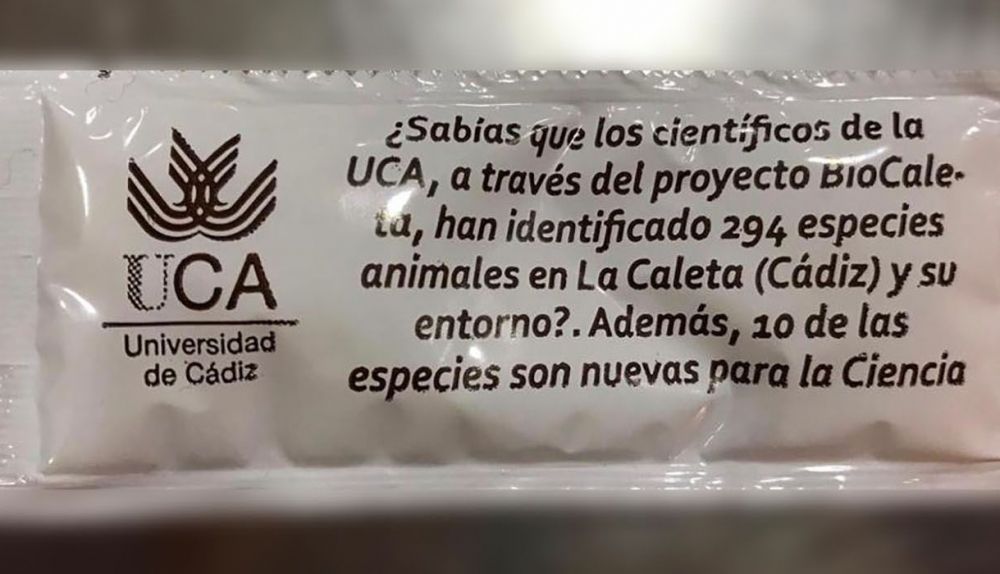 UCA
Universidad
de Cádiz
¿Sabías que los científicos de la
UCA, a través del proyecto BioCale-
ta, han identificado 294 especies
animales en La Caleta (Cádiz) y su
entorno?. Además, 10 de las
especies son nuevas para la Ciencia